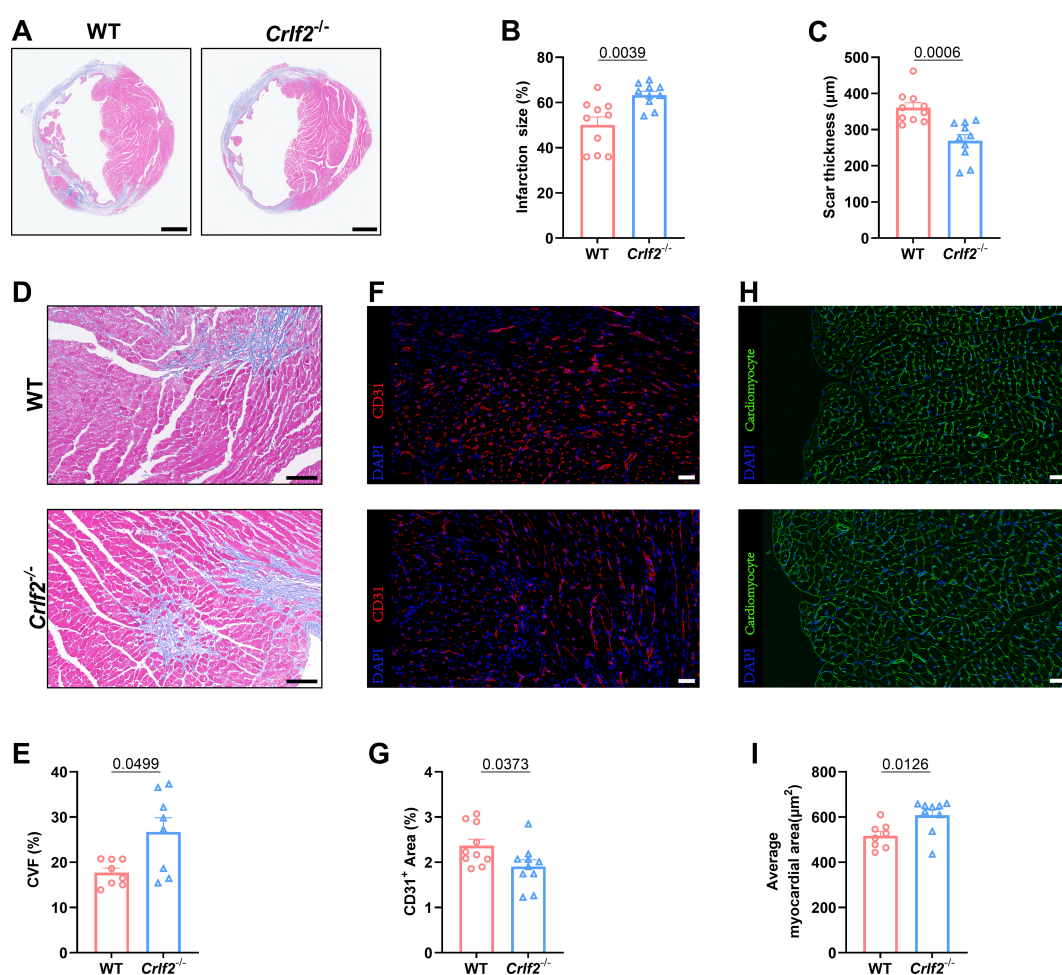 A
WT
Crlf2-/-
B
0.0039
Infarction size (%)
80
60
40
20
0
WT
Crlf2-/-
C
0.0006
Scar thickness (μm)
500
400
300
200
100
0
WT
Crlf2-/-
D
WT
Crlf2-/-
F
DAPI CD31
DAPI CD31
H
DAPI Cardiomyocyte
DAPI Cardiomyocyte
E
0.0499
CVF (%)
40
30
20
10
0
WT
Crlf2-/-
G
0.0373
CD31+ Area (%)
4
3
2
1
0
WT
Crlf2-/-
I
0.0126
Average
myocardial area(μm2)
800
600
400
200
0
WT
Crlf2-/-